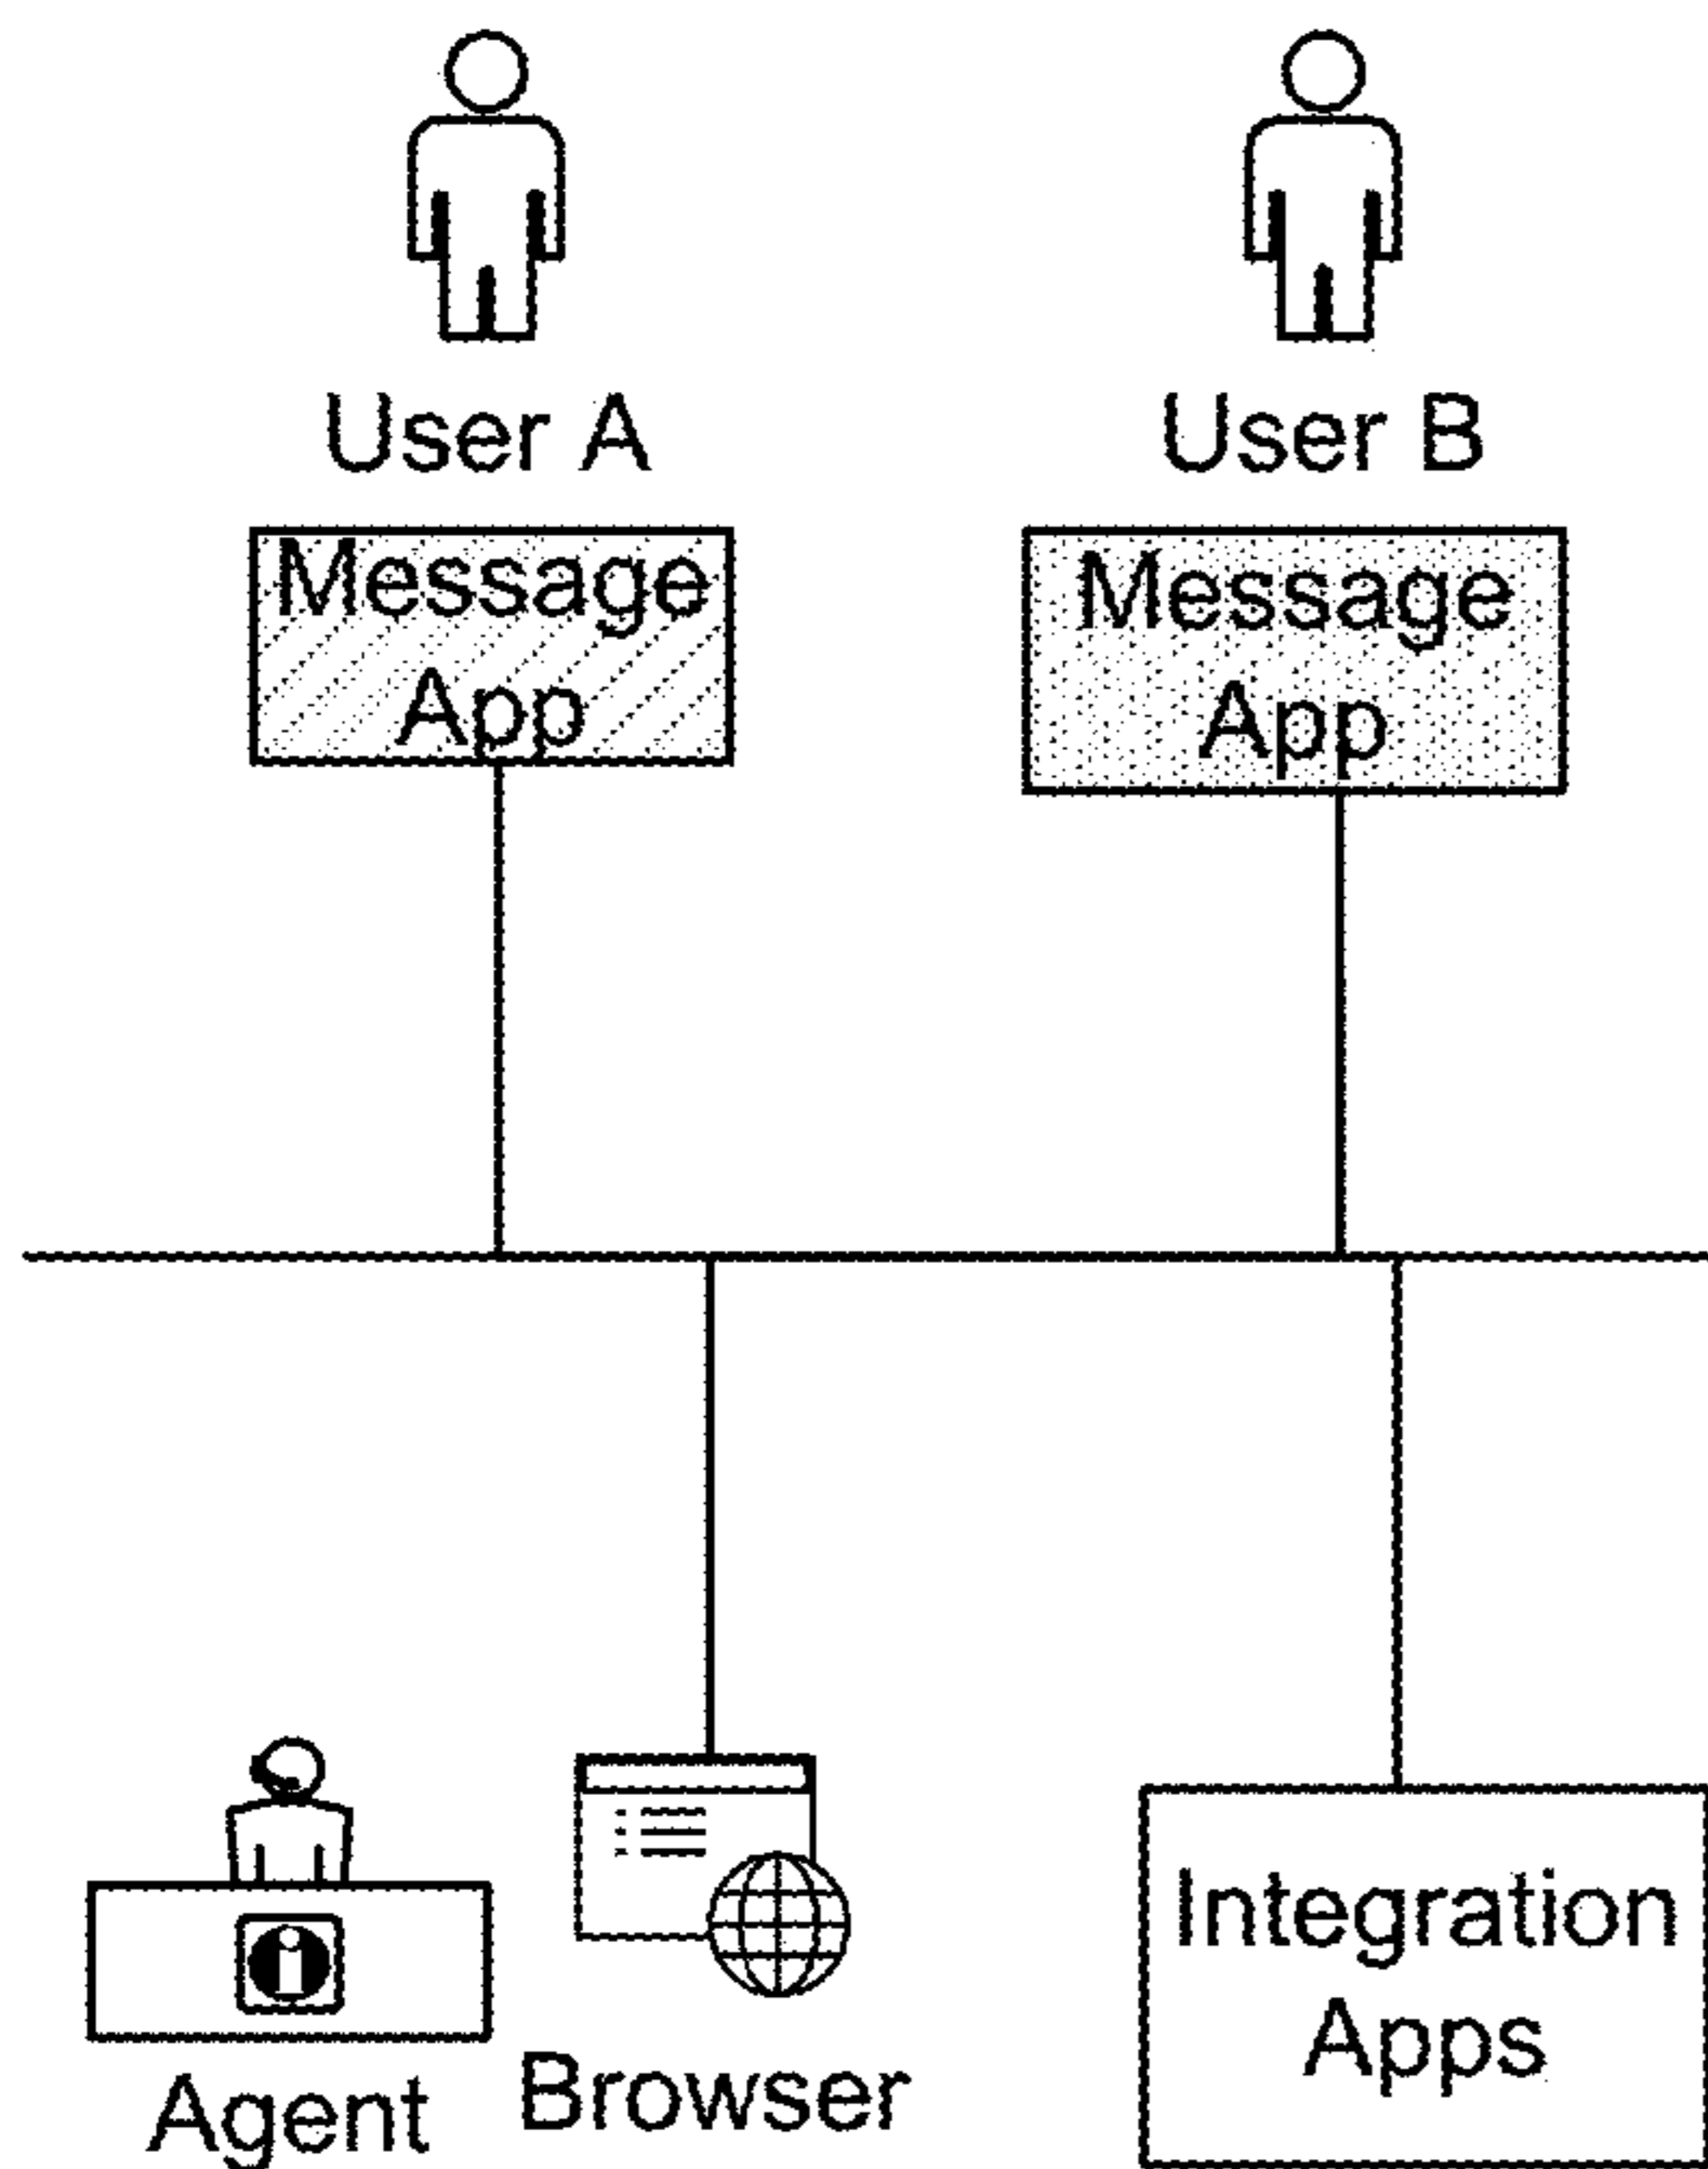 User A
User B
Message
App
Message
App
Integration
Apps
i
Agent
Browser